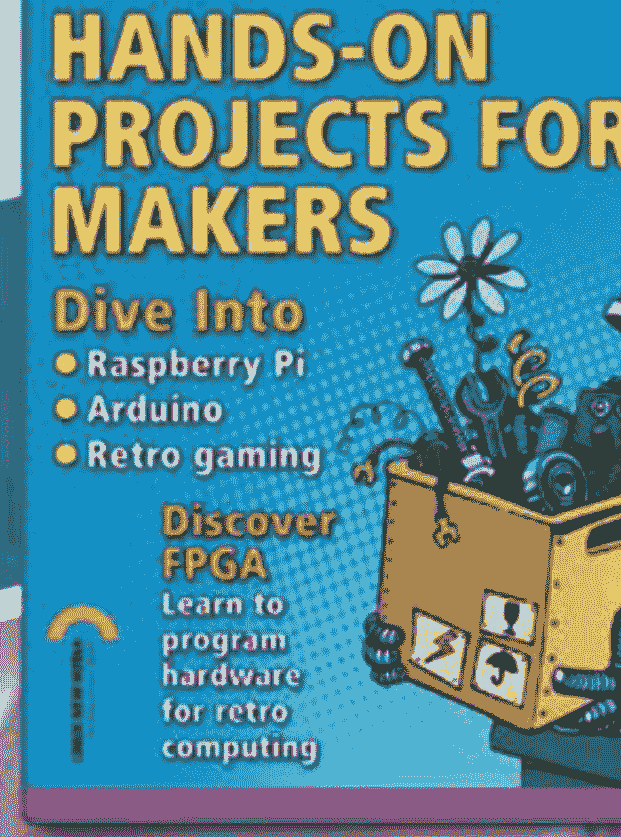 HANDS-ON
PROJECTS FOR
MAKERS
Dive Into
Raspberry Pi
Arduino
Retro gaming
Discover
FPGA
Learn to
program
hardware
for retro
computing